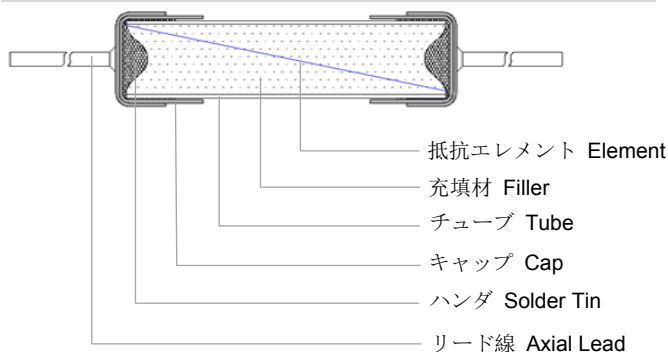 抵抗エレメント Element
充填材 Filler
チューブ Tube
キャップ Cap
ハンダ Solder Tin
リード線 Axial Lead